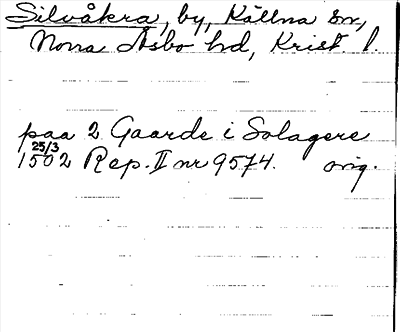 Silvåkra, by, Källna sn,
Norra Åsbo hd, Krist. l.
paa 2 Gaarde i Solagere
25/3
1502 Rep. II nr 9574. orig.